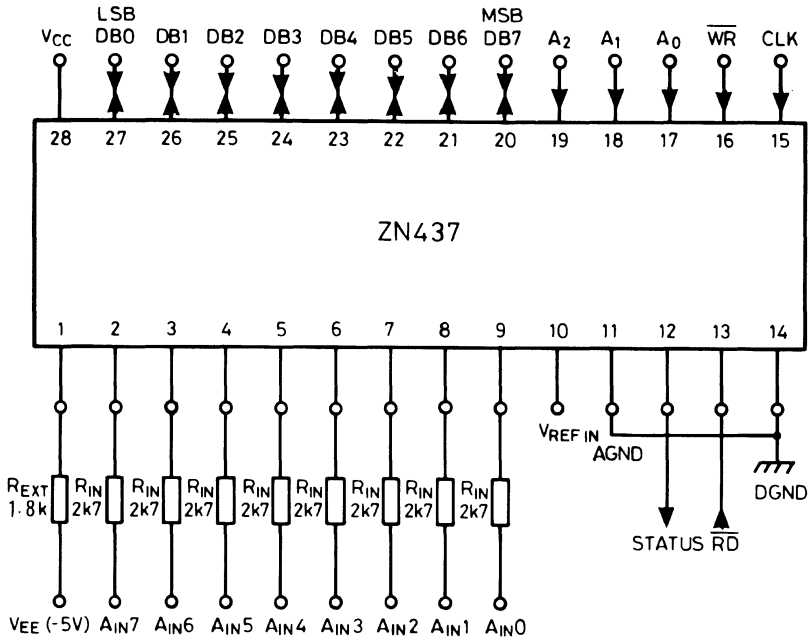 LSB MSB
VCC DB0 DB1 DB2 DB3 DB4 DB5 DB6 DB7 A2 A1 A0 W̅R̅ CLK
28 27 26 25 24 23 22 21 20 19 18 17 16 15
ZN437
1 2 3 4 5 6 7 8 9 10 11 12 13 14
VREF IN AGND
REXT RIN RIN RIN RIN RIN RIN RIN RIN DGND
1.8k 2k7 2k7 2k7 2k7 2k7 2k7 2k7 2k7
STATUS R̅D̅
VEE (-5V) AIN7 AIN6 AIN5 AIN4 AIN3 AIN2 AIN1 AIN0